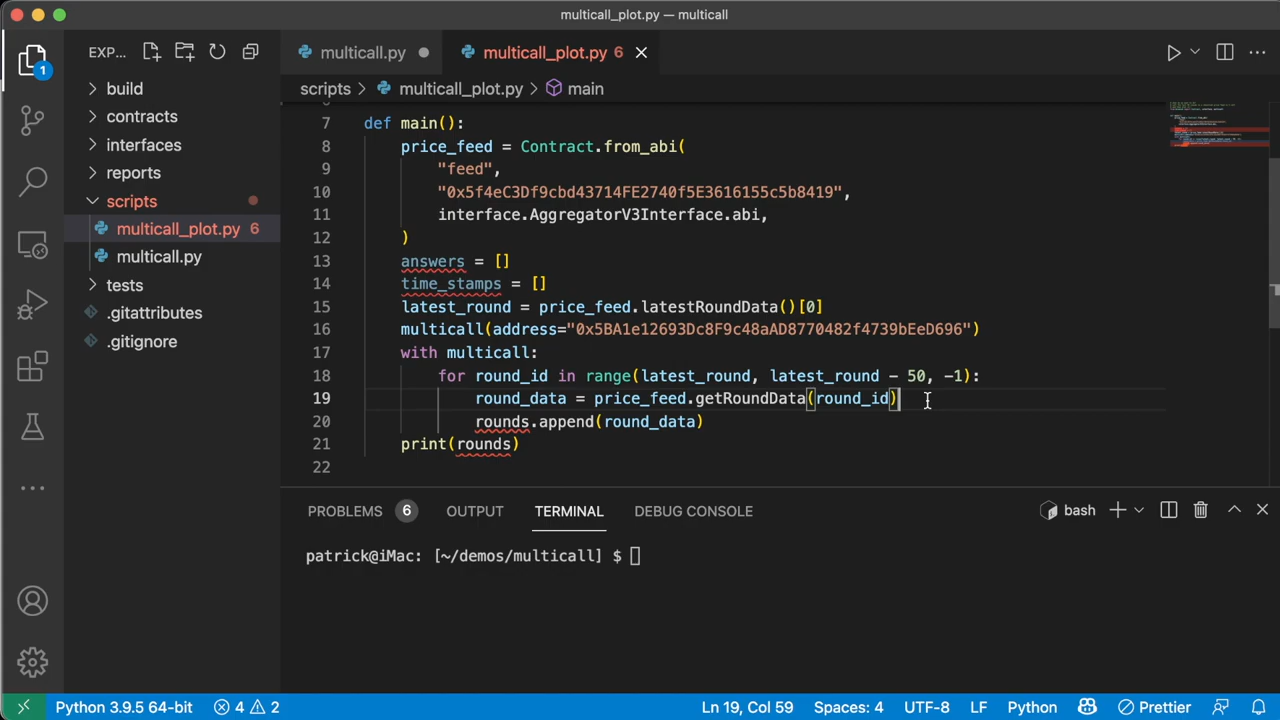 multicall_plot.py — multicall
EXP...
multicall.py
multicall_plot.py 6
scripts > multicall_plot.py > main
1
build
contracts
interfaces
reports
scripts
multicall_plot.py 6
multicall.py
tests
.gitattributes
.gitignore
7 def main():
8 price_feed = Contract.from_abi(
9 "feed",
10 "0x5f4eC3Df9cbd43714FE2740f5E3616155c5b8419",
11 interface.AggregatorV3Interface.abi,
12 )
13 answers = []
14 time_stamps = []
15 latest_round = price_feed.latestRoundData()[0]
16 multicall(address="0x5BA1e12693Dc8F9c48aAD8770482f4739bEeD696")
17 with multicall:
18 for round_id in range(latest_round, latest_round - 50, -1):
19 round_data = price_feed.getRoundData(round_id)
20 rounds.append(round_data)
21 print(rounds)
22
PROBLEMS 6 OUTPUT TERMINAL DEBUG CONSOLE
bash
patrick@iMac: [~/demos/multicall] $
Python 3.9.5 64-bit 4 2 Ln 19, Col 59 Spaces: 4 UTF-8 LF Python Prettier